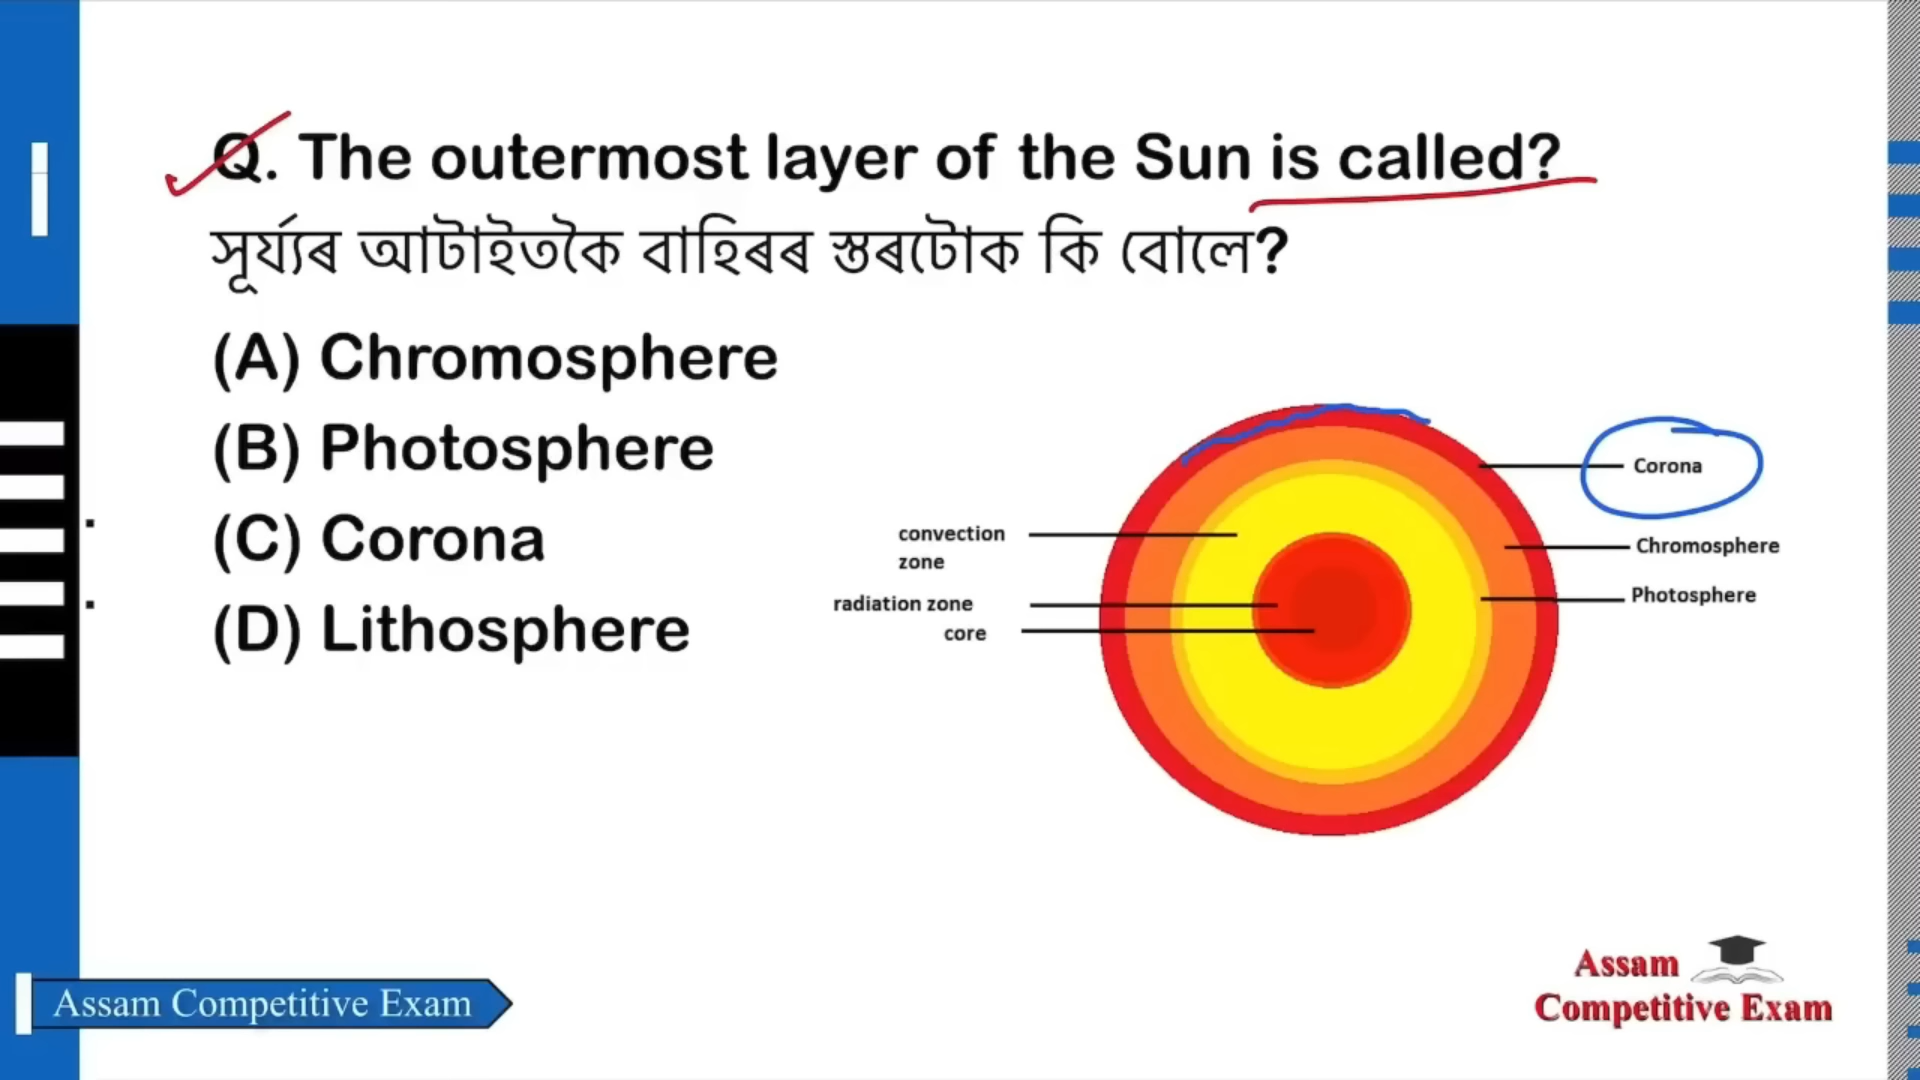 Q. The outermost layer of the Sun is called?
সূৰ্য্যৰ আটাইতকৈ বাহিৰৰ স্তৰটোক কি বোলে?
(A) Chromosphere
(B) Photosphere
(C) Corona
(D) Lithosphere
Corona
convection
zone
Chromosphere
radiation zone
Photosphere
core
Assam Competitive Exam
Assam
Competitive Exam